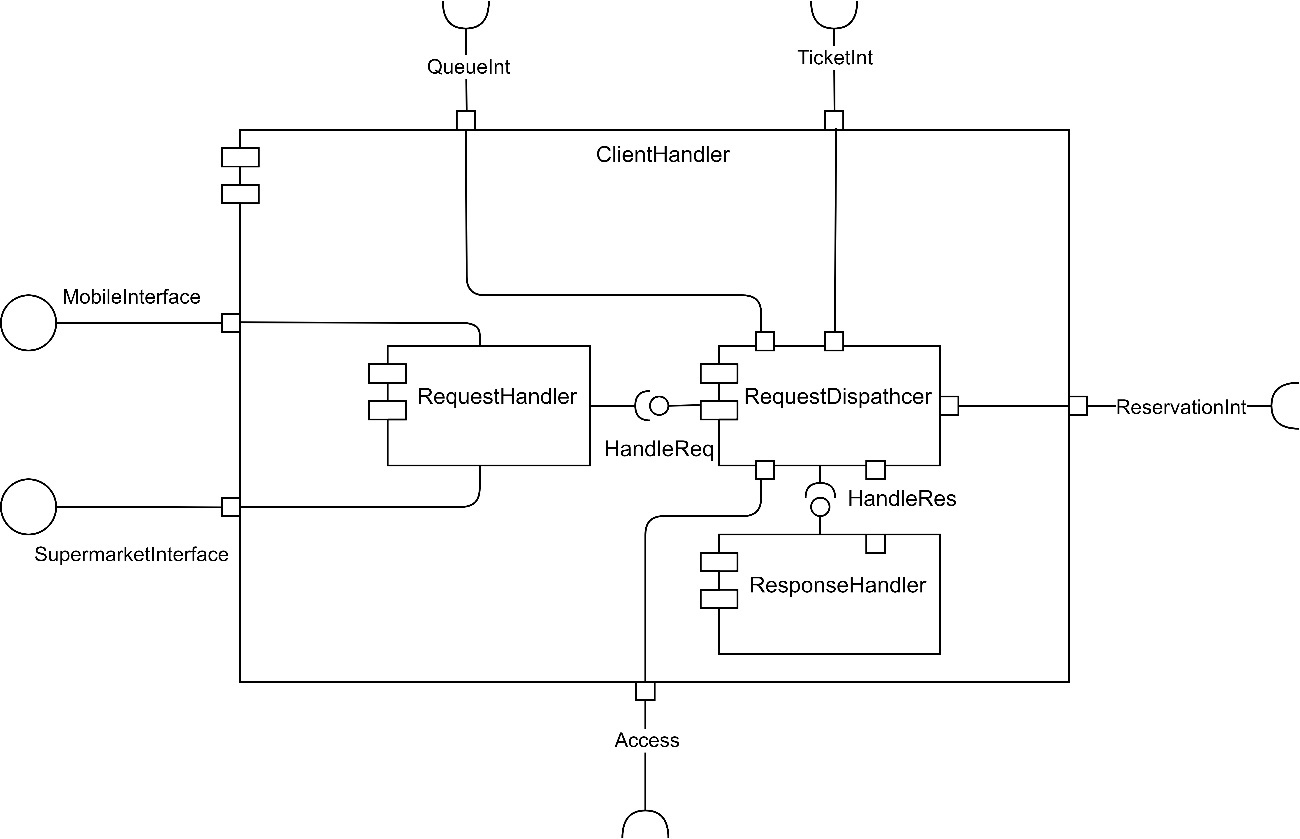 QueueInt
TicketInt
ClientHandler
MobileInterface
RequestHandler
RequestDispathcer
ReservationInt
HandleReq
HandleRes
SupermarketInterface
ResponseHandler
Access